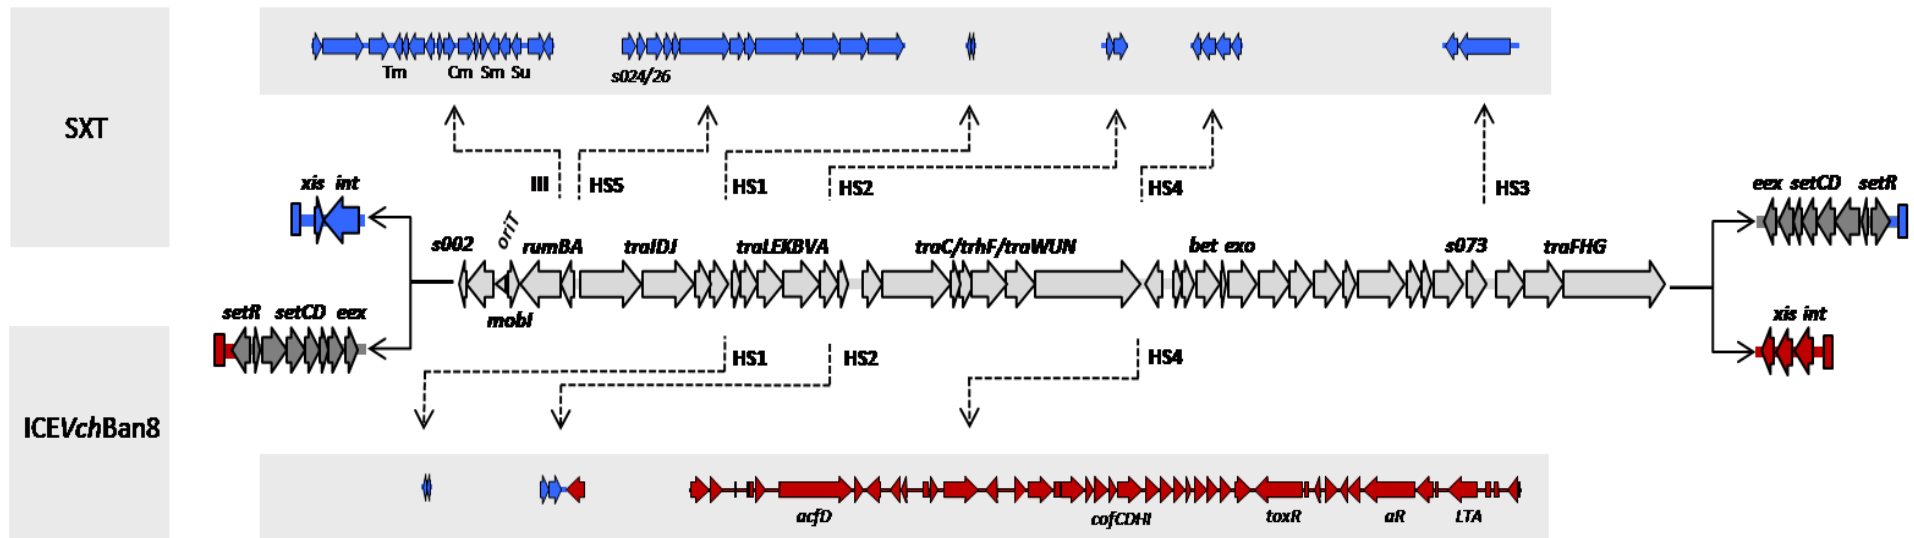 Tm Cm Sm Su s024/26
SXT
III HS5 HS1 HS2 HS4 HS3
xis int
eex setCD setR
s002 oriT rumBA traIDJ traLEKBVA traC/trhF/traWUN bet exo s073 traFHG
mobI
setR setCD eex
xis int
HS1 HS2 HS4
ICEVchBan8
acfD cofCDHI toxR aR LTA